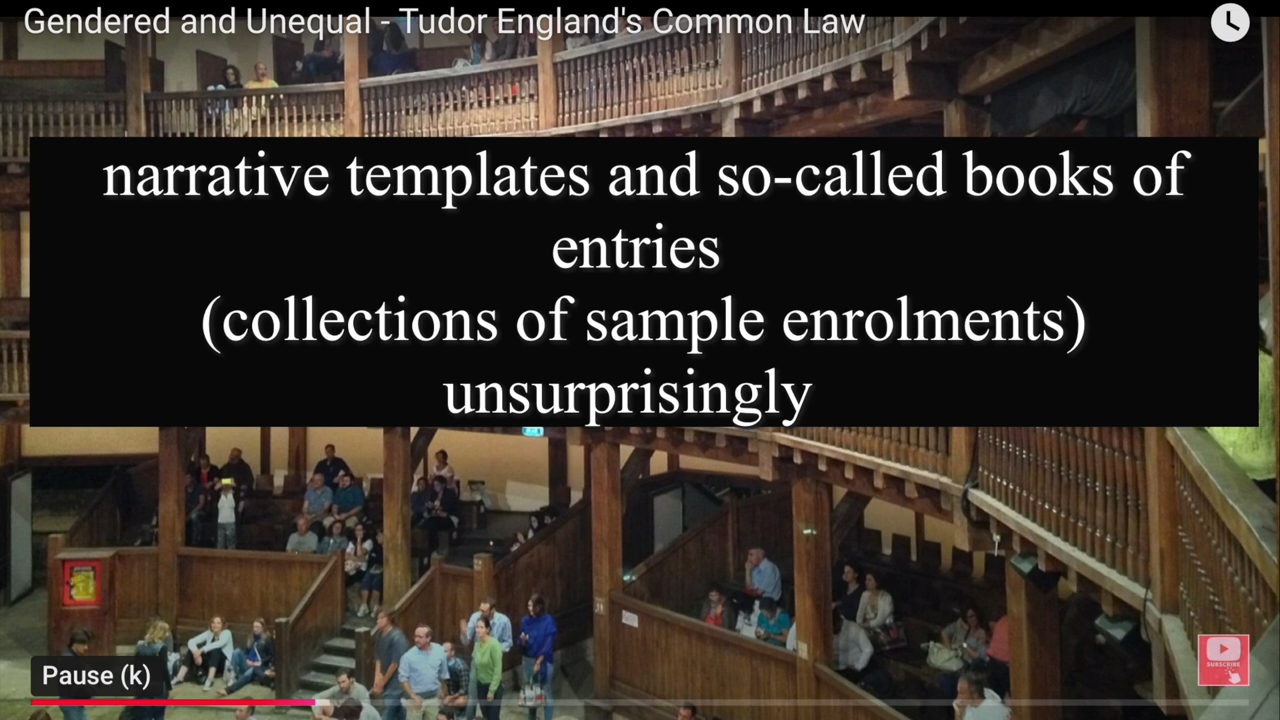 Gendered and Unequal - Tudor England's Common Law
narrative templates and so-called books of
entries
(collections of sample enrolments)
unsurprisingly
Pause (k)
SUBSCRIBE